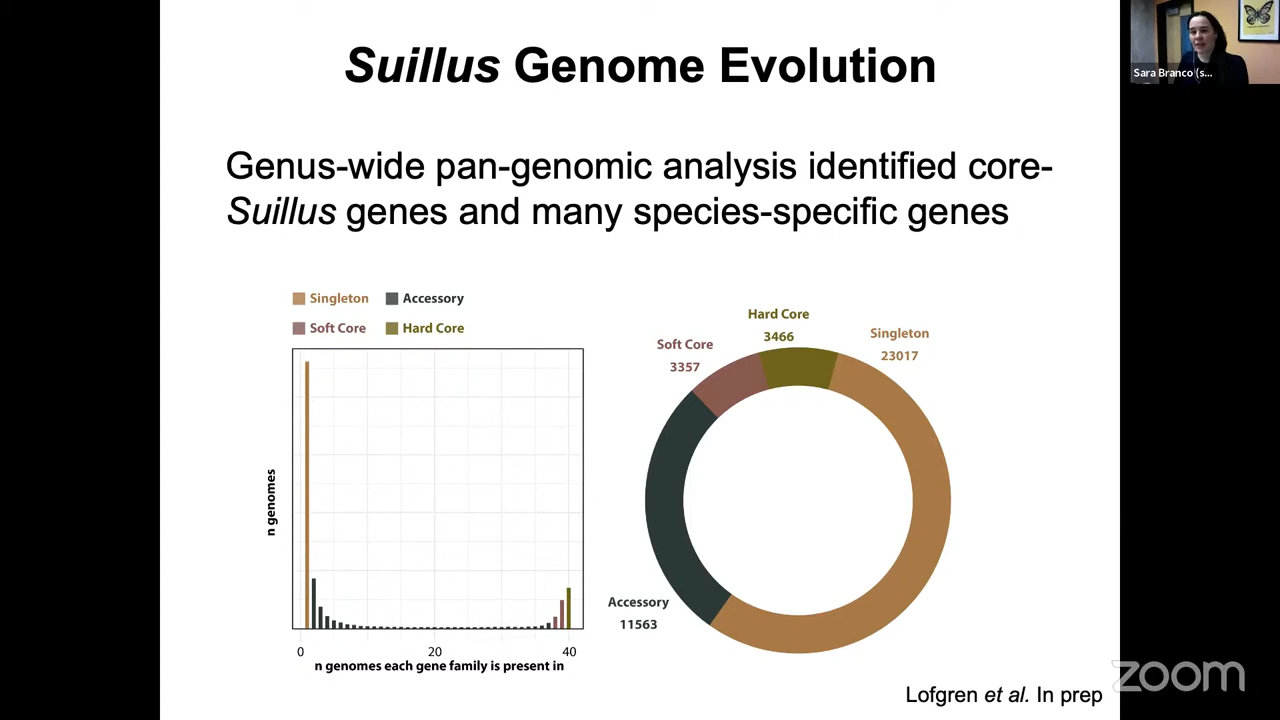 Suillus Genome Evolution
Sara Branco (s...
Genus-wide pan-genomic analysis identified core-
Suillus genes and many species-specific genes
Singleton
Accessory
Soft Core
Hard Core
n genomes
0
20
40
n genomes each gene family is present in
Hard Core
3466
Singleton
23017
Soft Core
3357
Accessory
11563
Lofgren et al. In prep
zoom